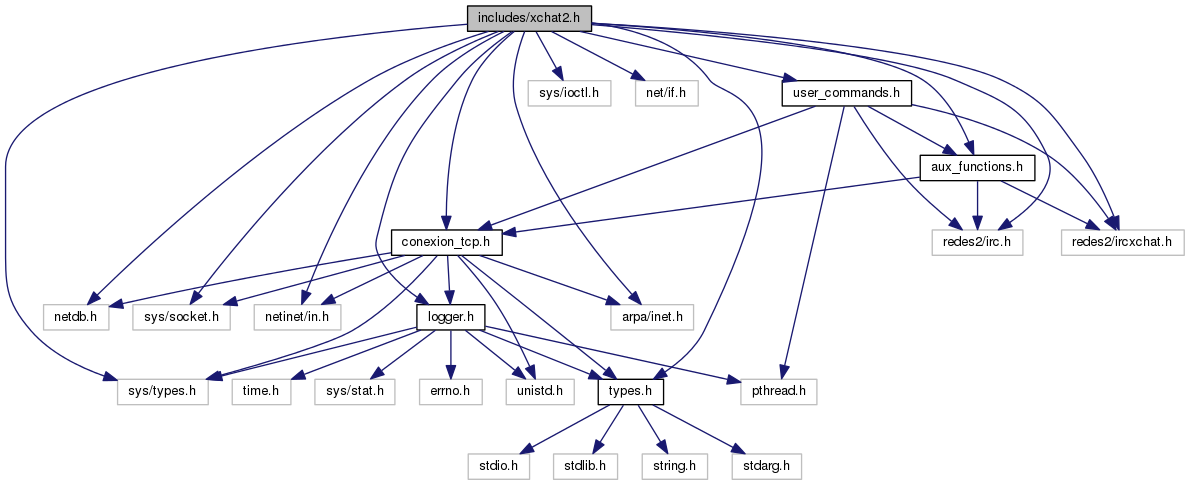 includes/xchat2.h
sys/ioctl.h
net/if.h
user_commands.h
aux_functions.h
conexion_tcp.h
redes2/irc.h
redes2/ircxchat.h
netdb.h
sys/socket.h
netinet/in.h
logger.h
arpa/inet.h
sys/types.h
time.h
sys/stat.h
errno.h
unistd.h
types.h
pthread.h
stdio.h
stdlib.h
string.h
stdarg.h